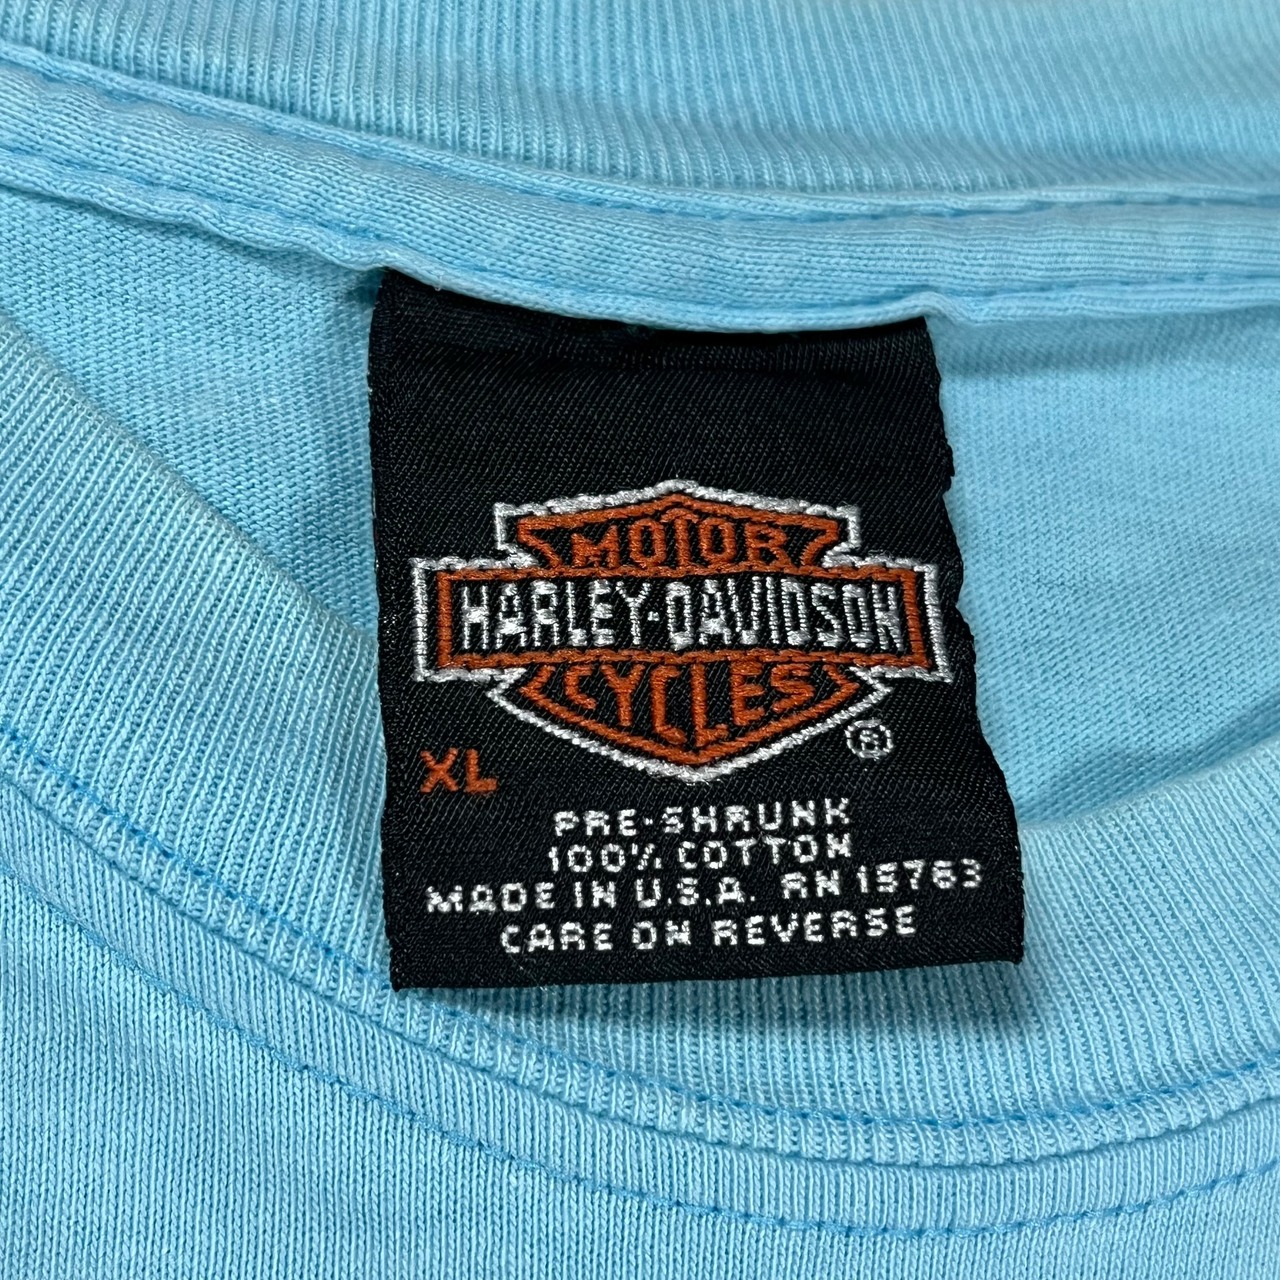 MOTOR
HARLEY-DAVIDSON
CYCLES
®
XL
PRE-SHRUNK
100% COTTON
MADE IN U.S.A. RN 15763
CARE ON REVERSE